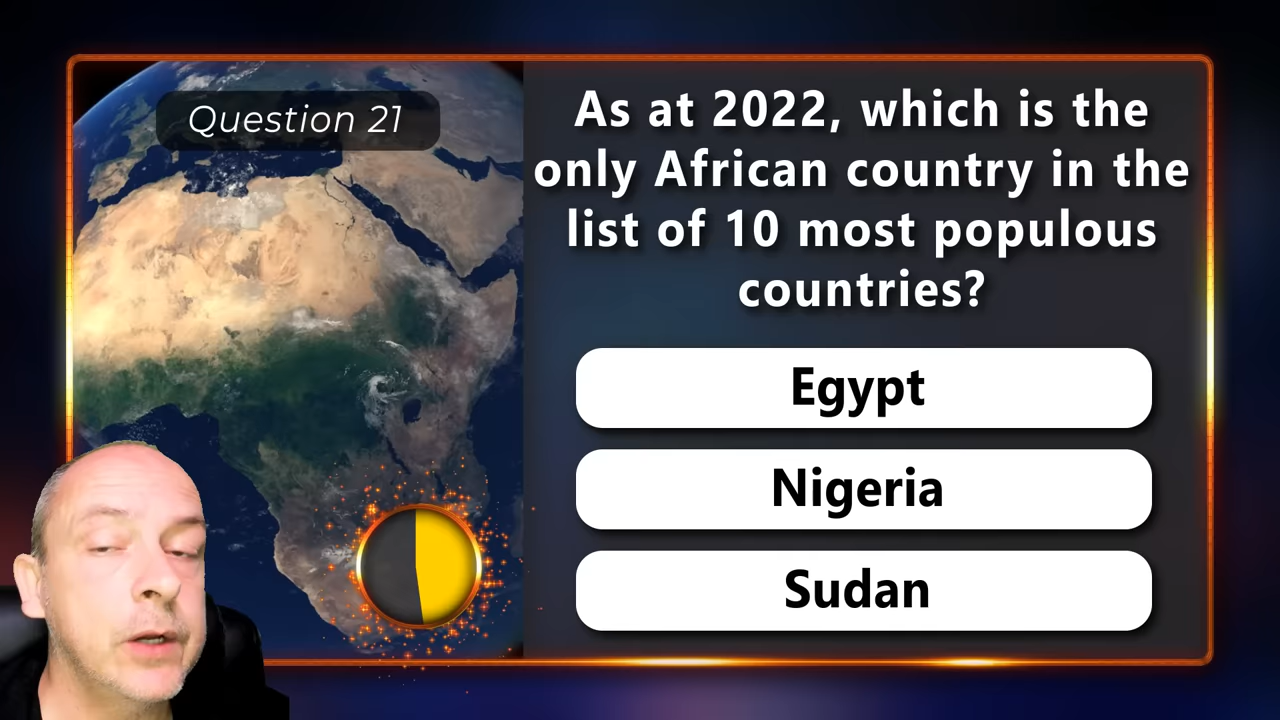 Question 21
As at 2022, which is the
only African country in the
list of 10 most populous
countries?
Egypt
Nigeria
Sudan